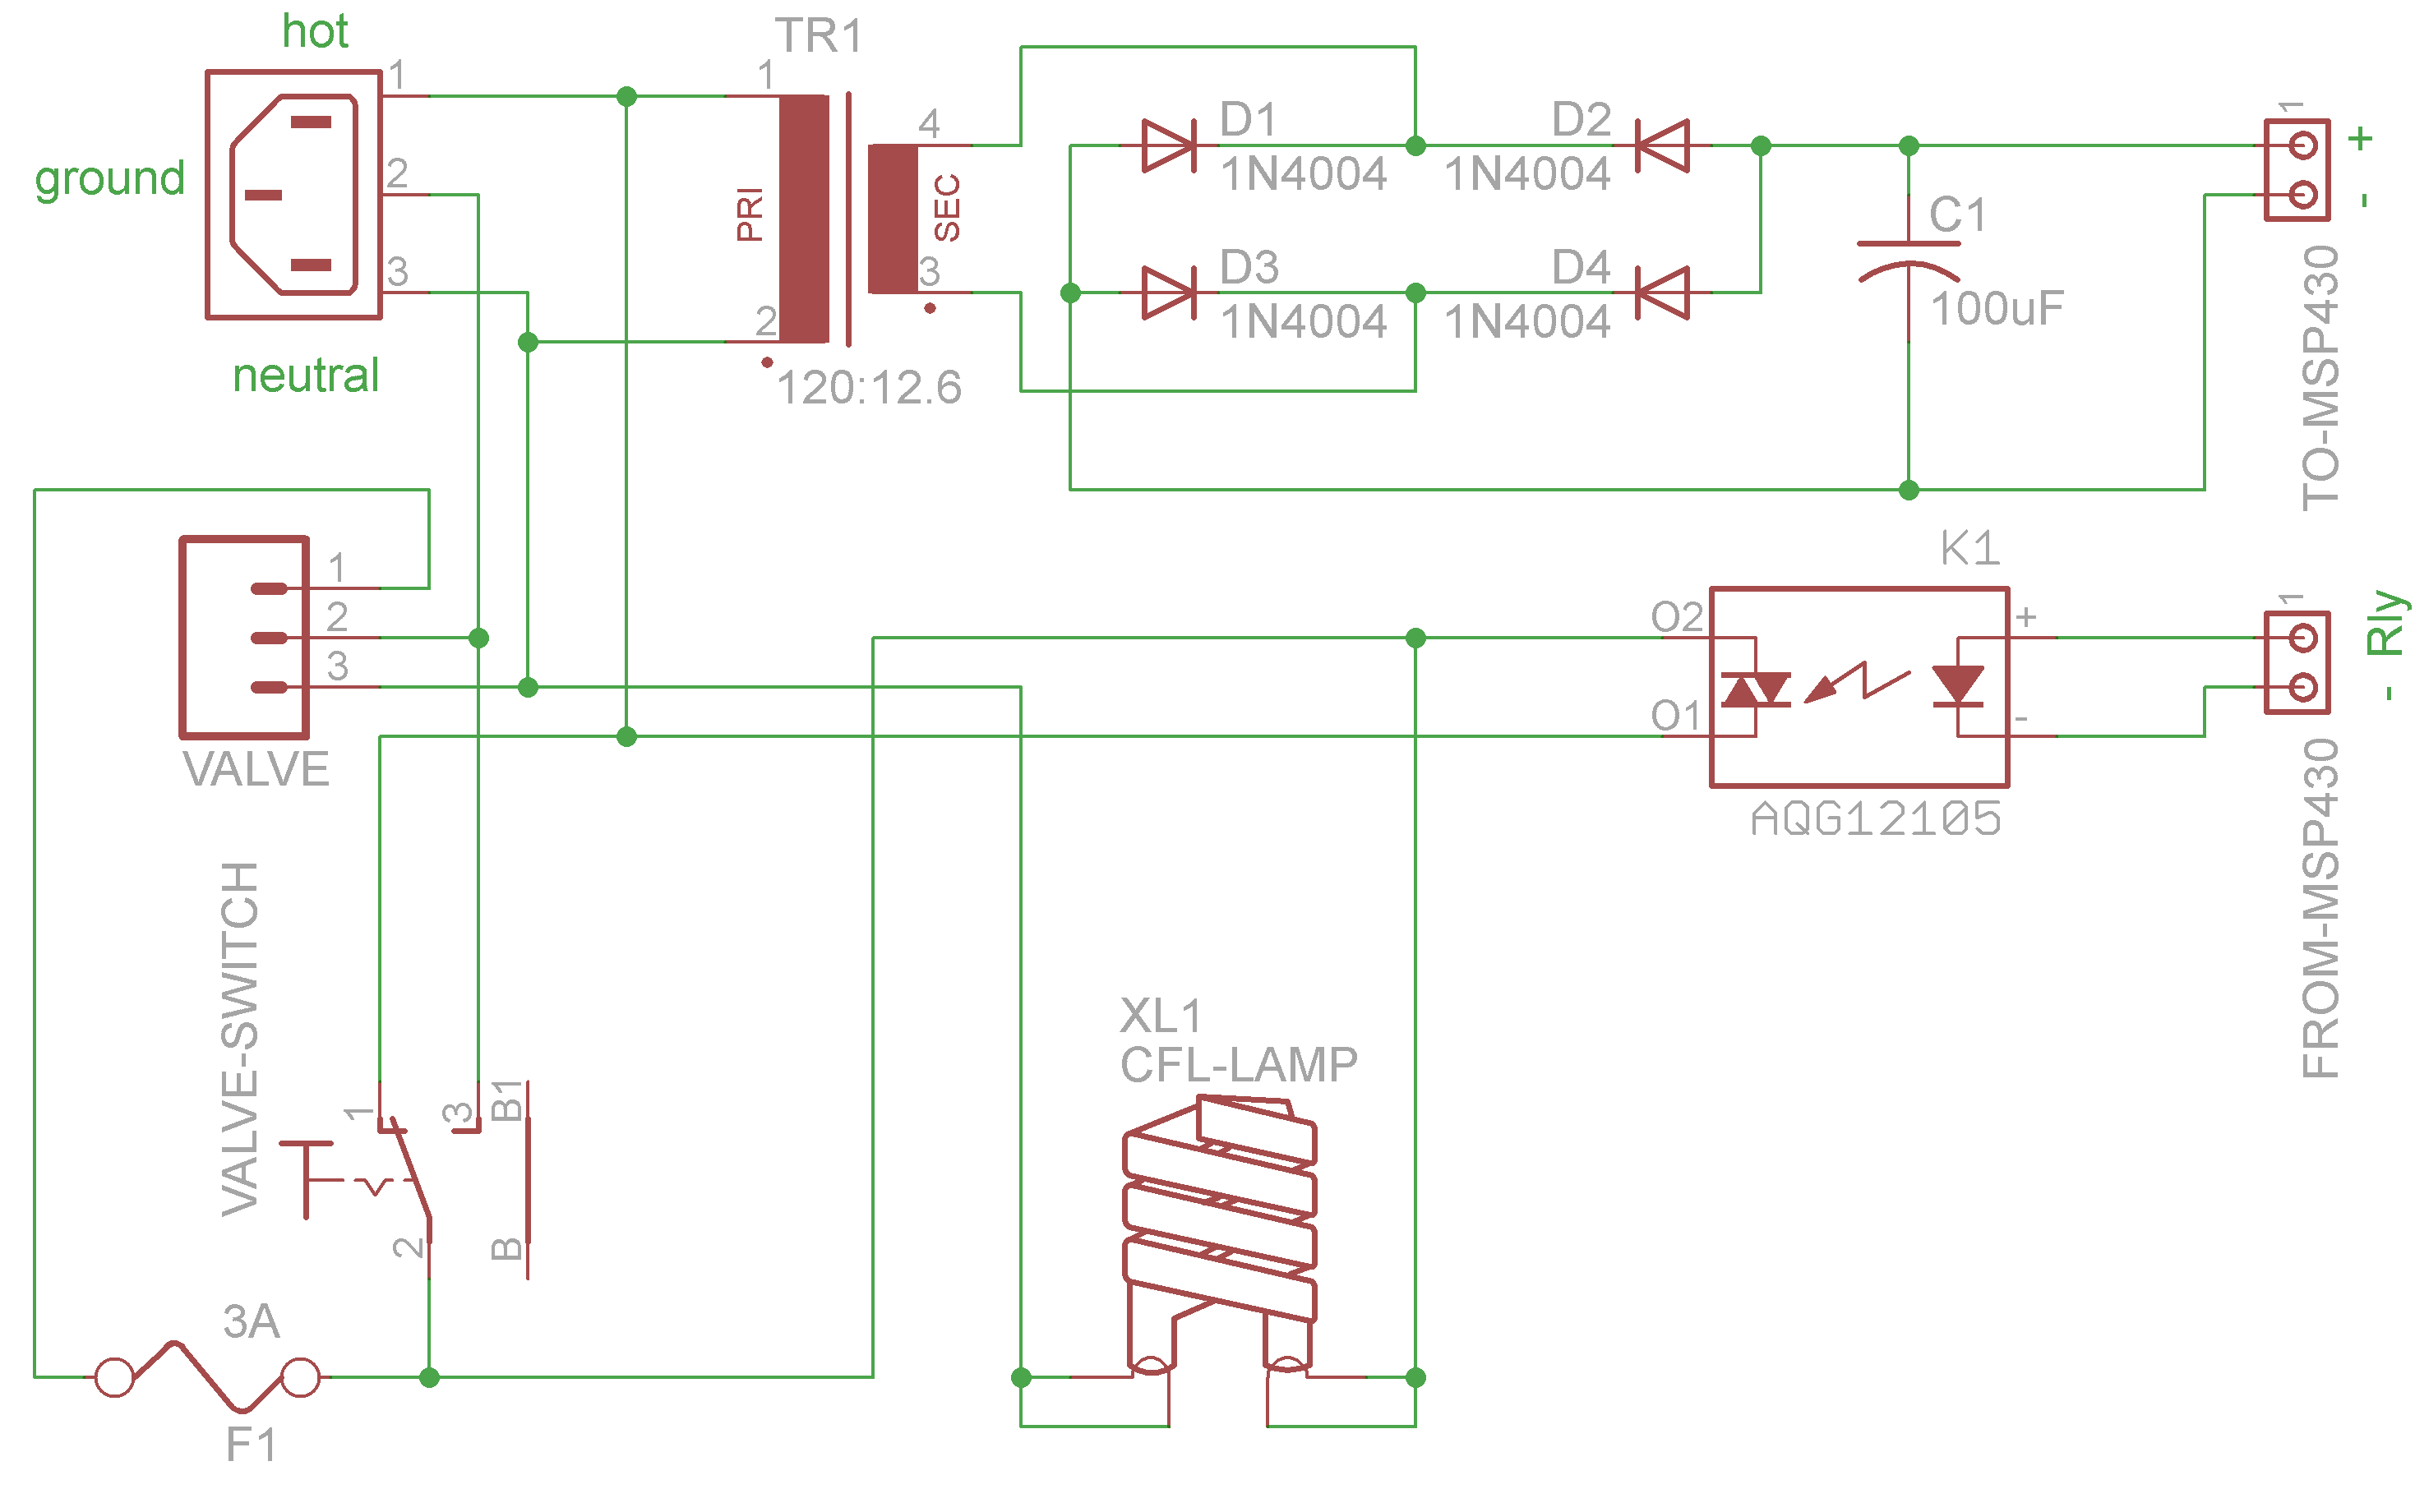 hot
ground
neutral
1
2
3
TR1
1
2
PRI
SEC
4
3
120:12.6
D1
1N4004
D2
1N4004
D3
1N4004
D4
1N4004
C1
100uF
1
+
-
TO-MSP430
1
2
3
VALVE
K1
O2
O1
+
-
AQG12105
1
- Rly
FROM-MSP430
VALVE-SWITCH
1
3
B1
2
B
3A
F1
XL1
CFL-LAMP